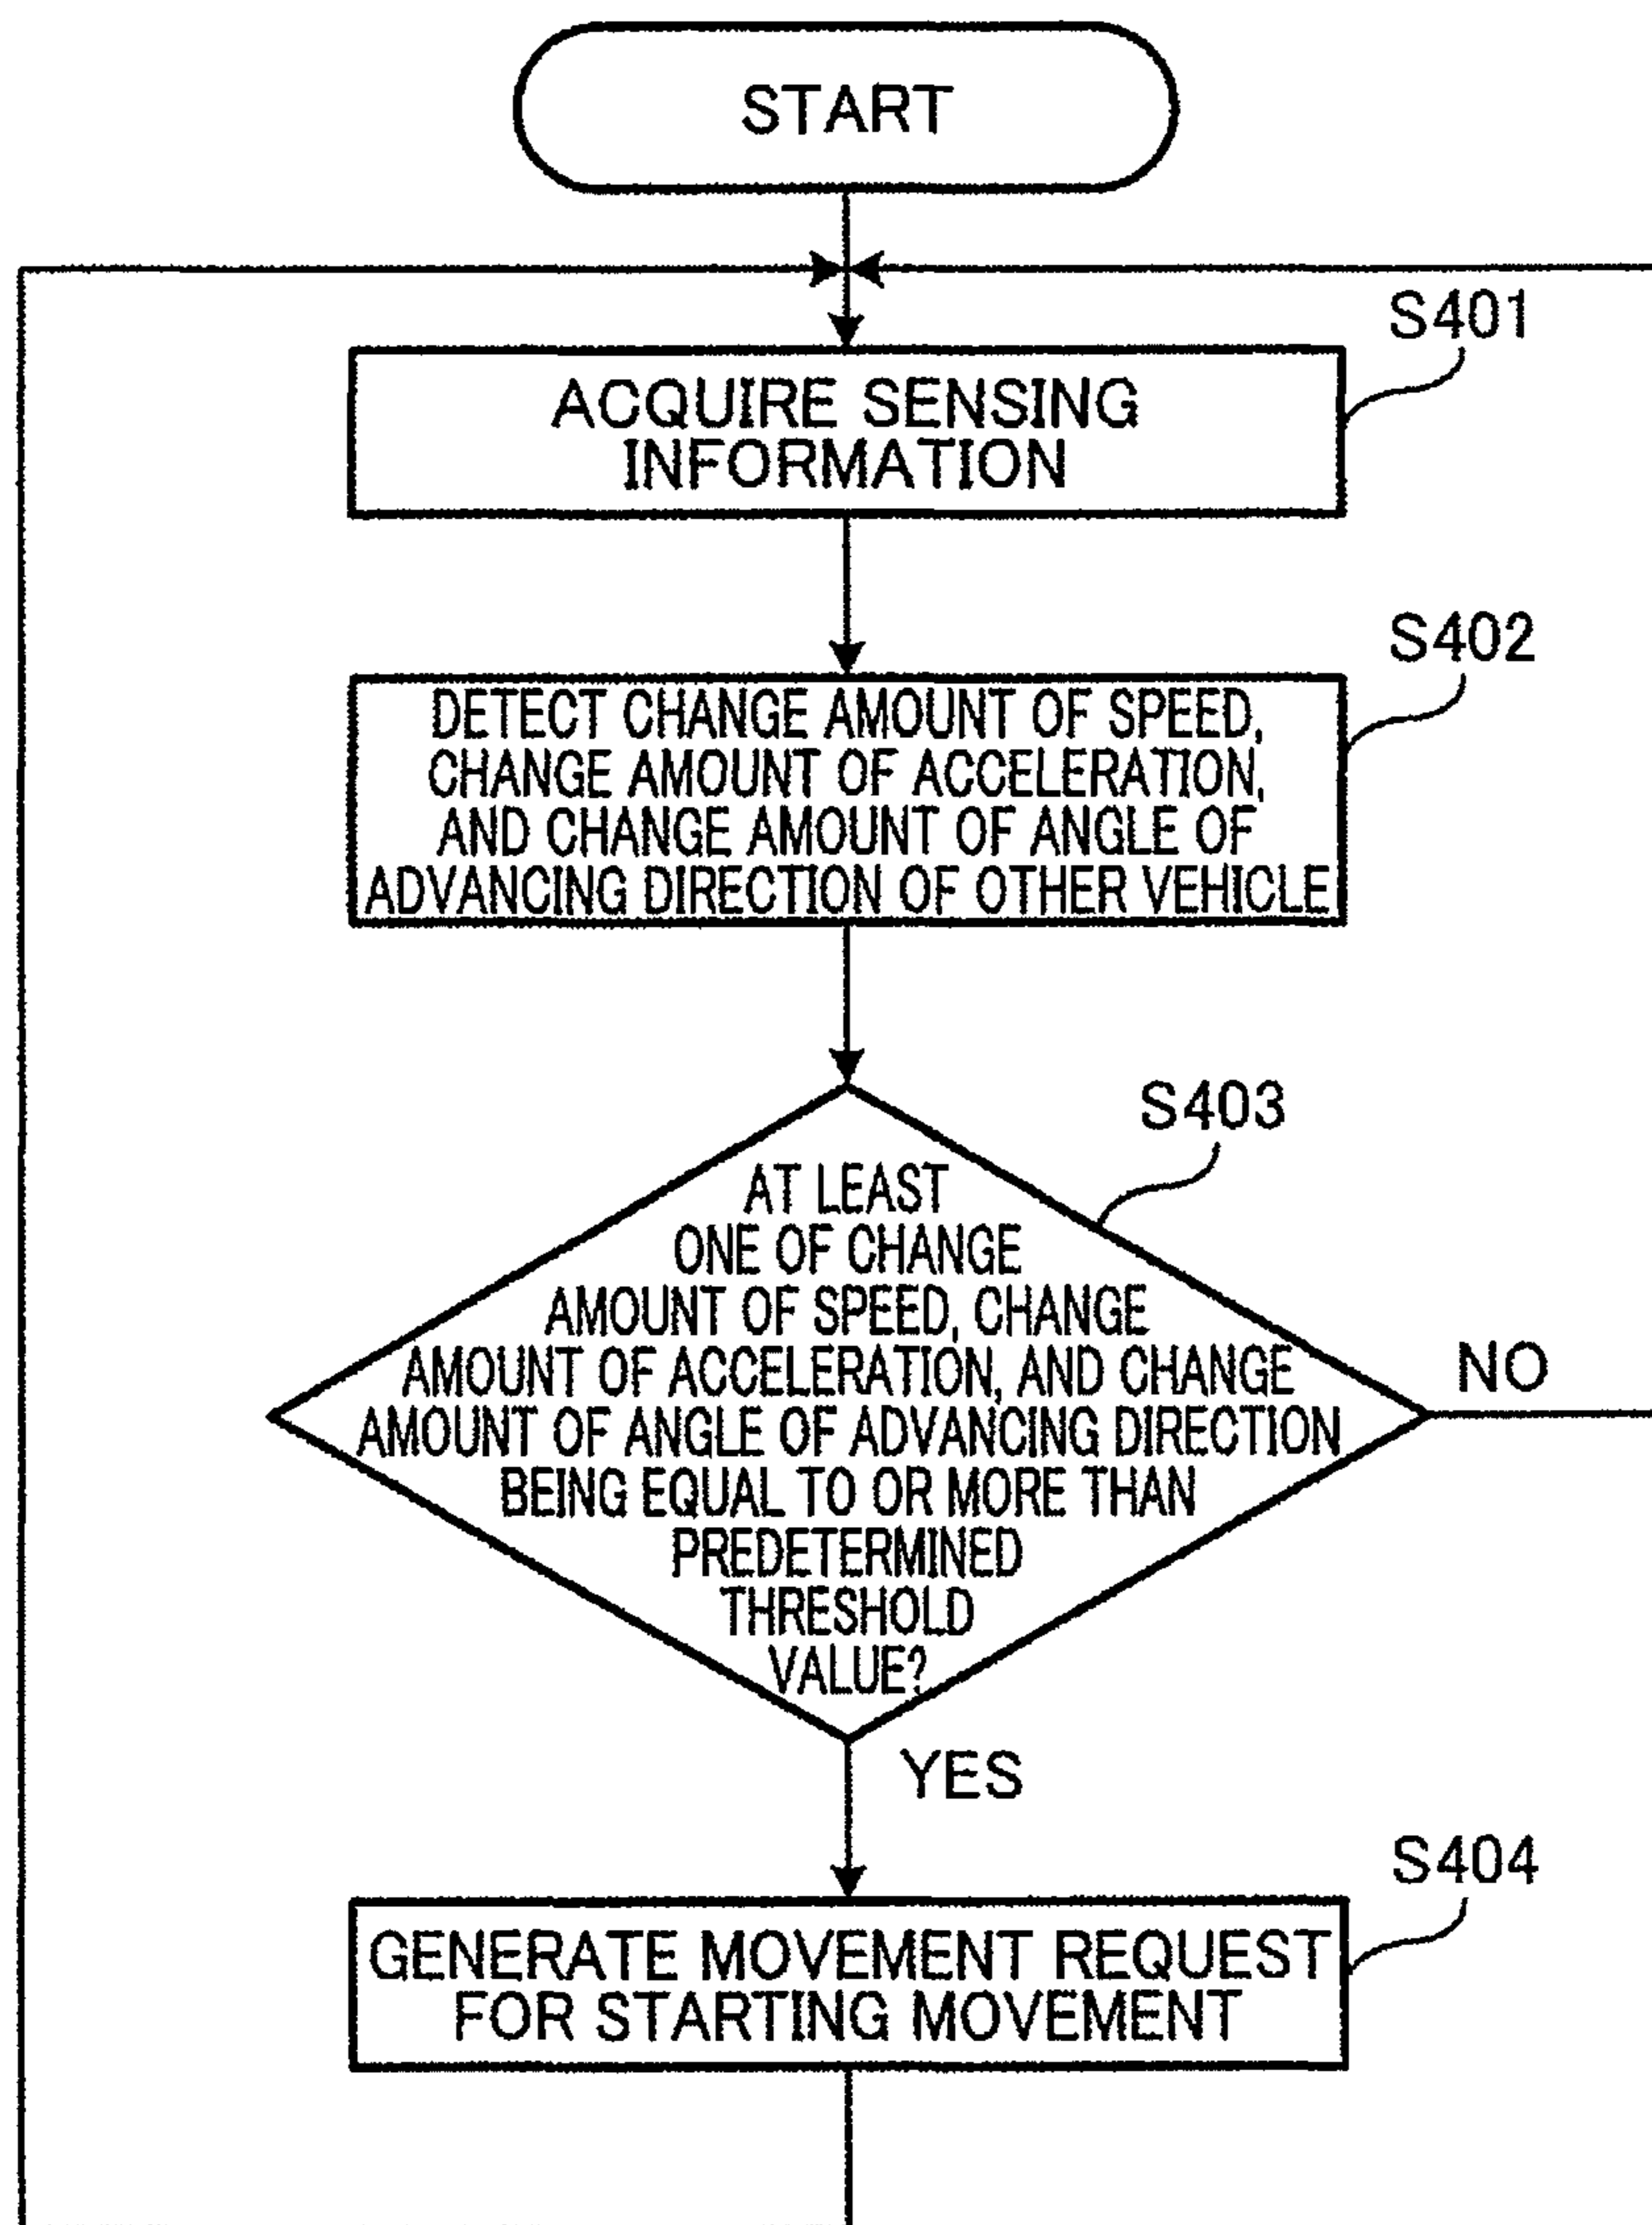 START
S401
ACQUIRE SENSING
INFORMATION
S402
DETECT CHANGE AMOUNT OF SPEED,
CHANGE AMOUNT OF ACCELERATION,
AND CHANGE AMOUNT OF ANGLE OF
ADVANCING DIRECTION OF OTHER VEHICLE
S403
AT LEAST
ONE OF CHANGE
AMOUNT OF SPEED, CHANGE
AMOUNT OF ACCELERATION, AND CHANGE
AMOUNT OF ANGLE OF ADVANCING DIRECTION
BEING EQUAL TO OR MORE THAN
PREDETERMINED
THRESHOLD
VALUE?
NO
YES
S404
GENERATE MOVEMENT REQUEST
FOR STARTING MOVEMENT